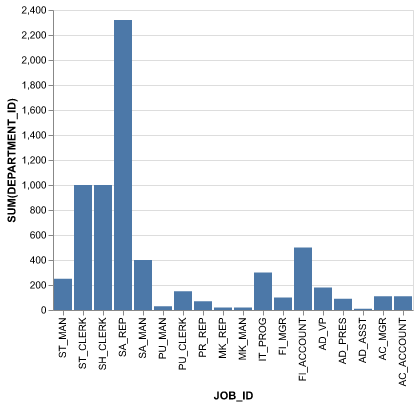 2,400
2,200
2,000
1,800
1,600
1,400
1,200
1,000
800
600
400
200
0
SUM(DEPARTMENT_ID)
ST_MAN
ST_CLERK
SH_CLERK
SA_REP
SA_MAN
PU_MAN
PU_CLERK
PR_REP
MK_REP
MK_MAN
IT_PROG
FI_MGR
FI_ACCOUNT
AD_VP
AD_PRES
AD_ASST
AC_MGR
AC_ACCOUNT
JOB_ID